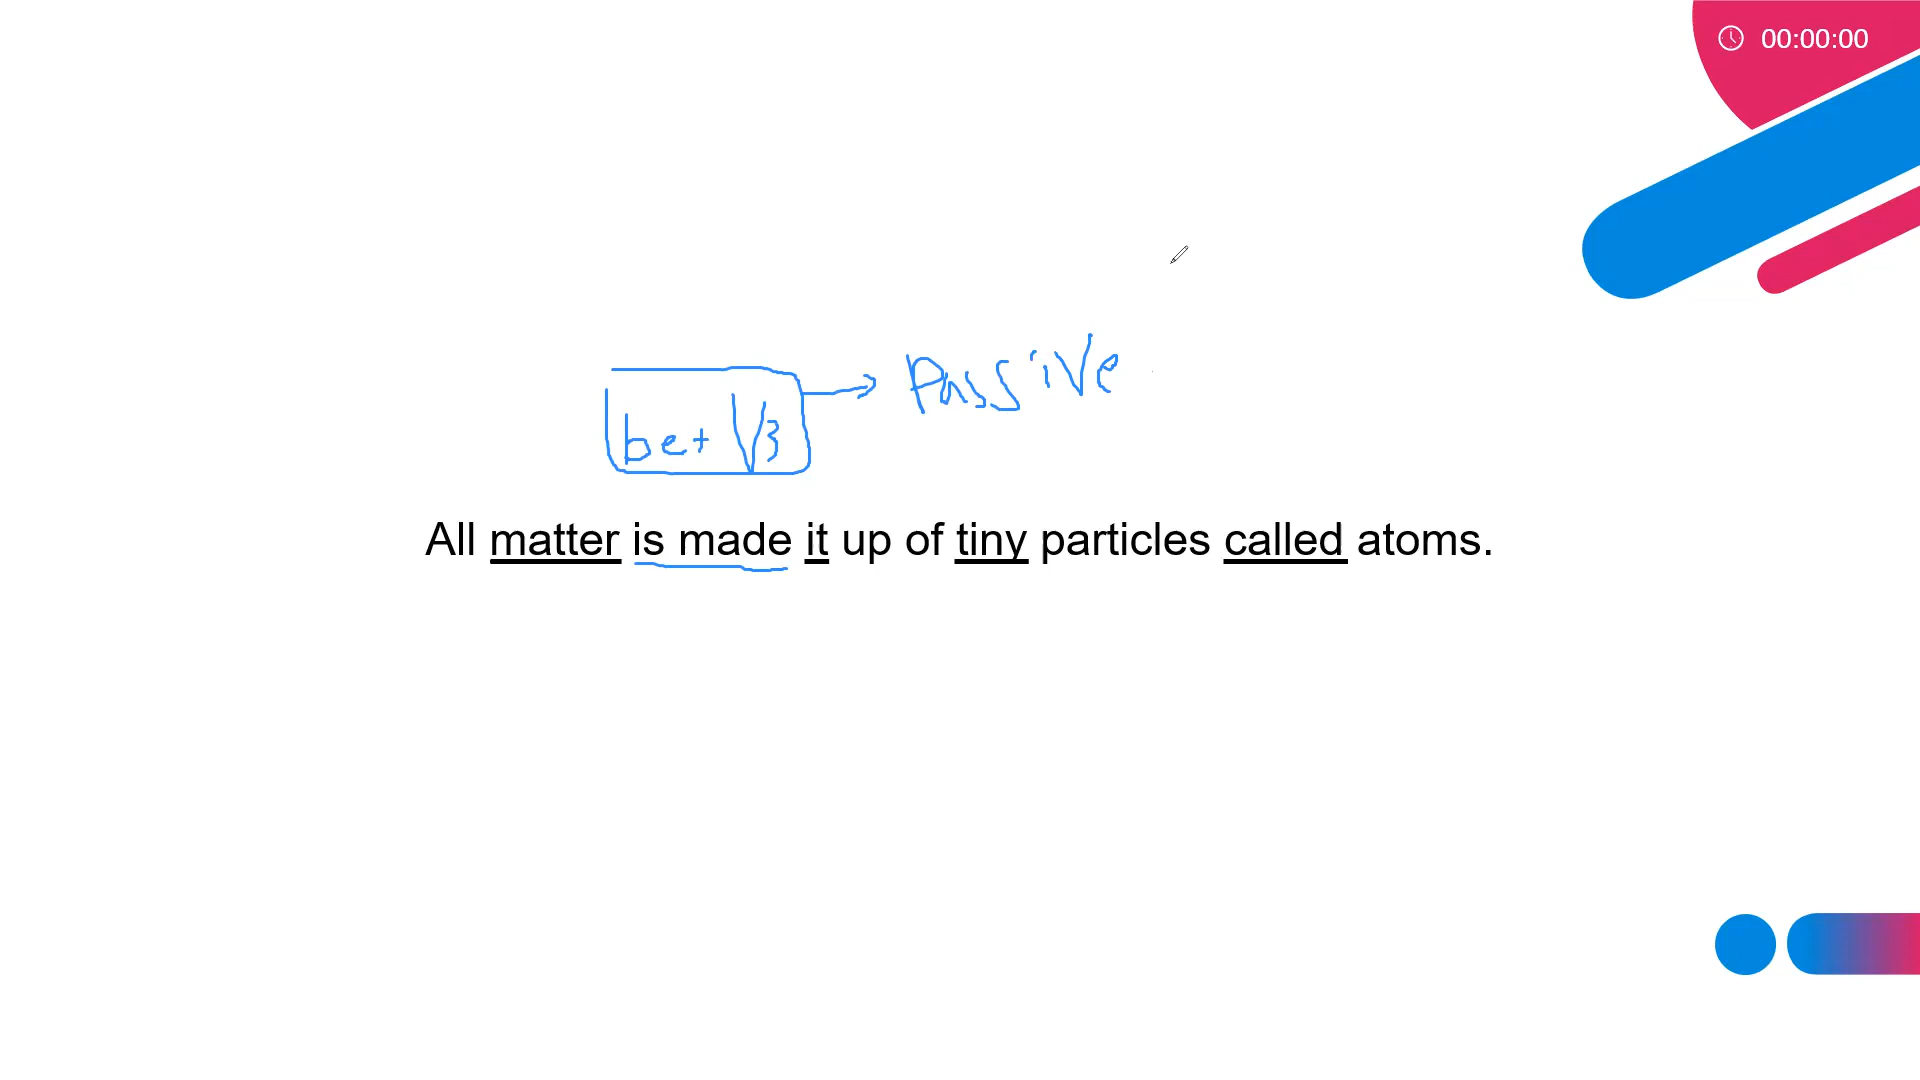 00:00:00
Passive
be+ V3
All matter is made it up of tiny particles called atoms.